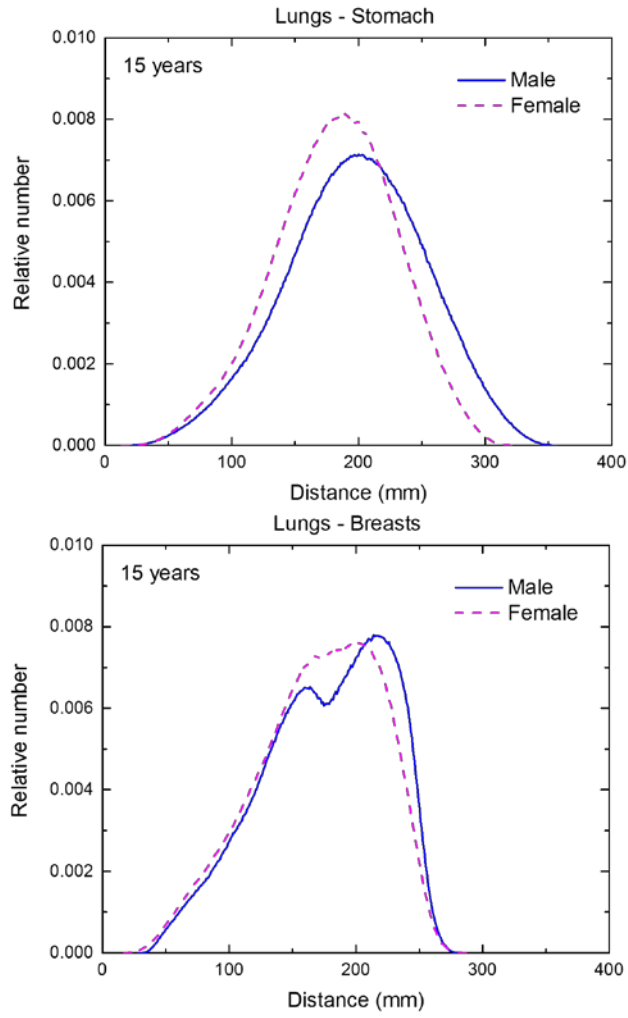 Lungs - Stomach
0.010
15 years
Male
Female
0.008
0.006
Relative number
0.004
0.002
0.000
0 100 200 300 400
Distance (mm)
Lungs - Breasts
0.010
15 years
Male
Female
0.008
0.006
Relative number
0.004
0.002
0.000
0 100 200 300 400
Distance (mm)